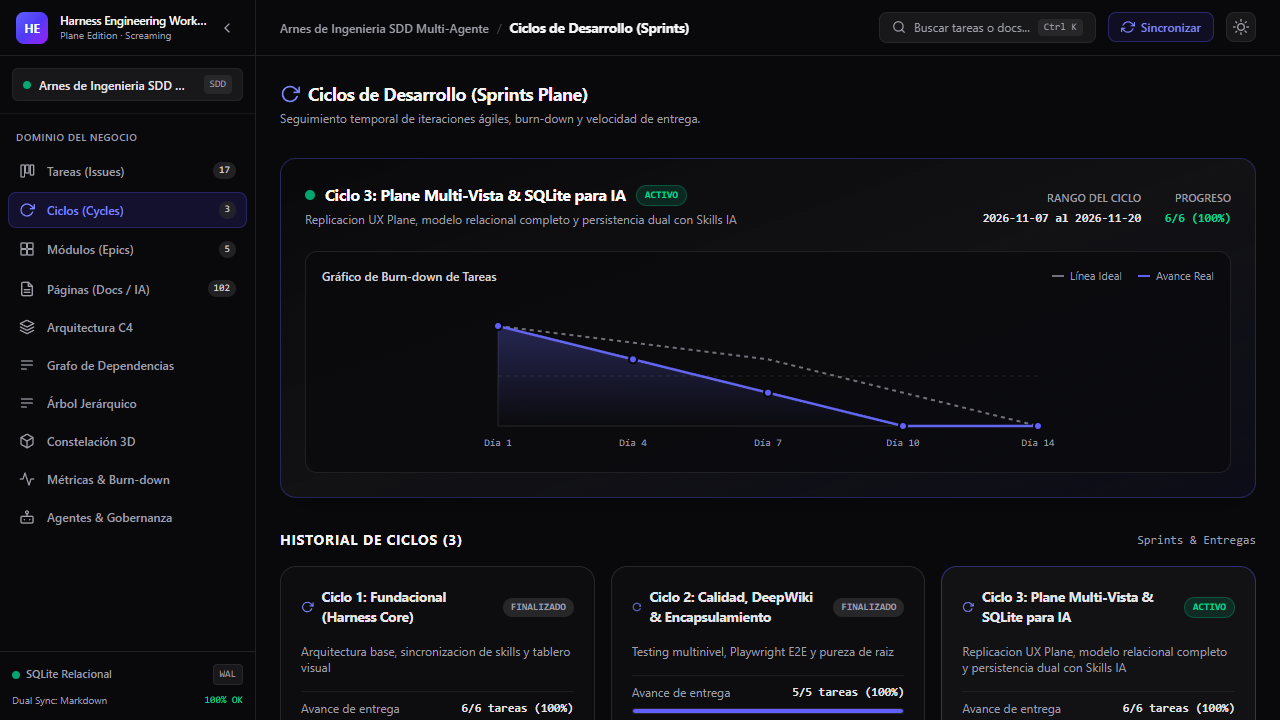 HE
Harness Engineering Work...
Plane Edition · Screaming
Arnes de Ingenieria SDD ...
SDD
DOMINIO DEL NEGOCIO
Tareas (Issues)
17
Ciclos (Cycles)
3
Módulos (Epics)
5
Páginas (Docs / IA)
102
Arquitectura C4
Grafo de Dependencias
Árbol Jerárquico
Constelación 3D
Métricas & Burn-down
Agentes & Gobernanza
SQLite Relacional
WAL
Dual Sync: Markdown
100% OK
Arnes de Ingenieria SDD Multi-Agente / Ciclos de Desarrollo (Sprints)
Buscar tareas o docs...
Ctrl K
Sincronizar
Ciclos de Desarrollo (Sprints Plane)
Seguimiento temporal de iteraciones ágiles, burn-down y velocidad de entrega.
Ciclo 3: Plane Multi-Vista & SQLite para IA
ACTIVO
Replicacion UX Plane, modelo relacional completo y persistencia dual con Skills IA
RANGO DEL CICLO
2026-11-07 al 2026-11-20
PROGRESO
6/6 (100%)
Gráfico de Burn-down de Tareas
Línea Ideal
Avance Real
Día 1
Día 4
Día 7
Día 10
Día 14
HISTORIAL DE CICLOS (3)
Sprints & Entregas
Ciclo 1: Fundacional
(Harness Core)
FINALIZADO
Arquitectura base, sincronizacion de skills y tablero
visual
Avance de entrega
6/6 tareas (100%)
Ciclo 2: Calidad, DeepWiki
& Encapsulamiento
FINALIZADO
Testing multinivel, Playwright E2E y pureza de raiz
Avance de entrega
5/5 tareas (100%)
Ciclo 3: Plane Multi-Vista &
SQLite para IA
ACTIVO
Replicacion UX Plane, modelo relacional completo
y persistencia dual con Skills IA
Avance de entrega
6/6 tareas (100%)